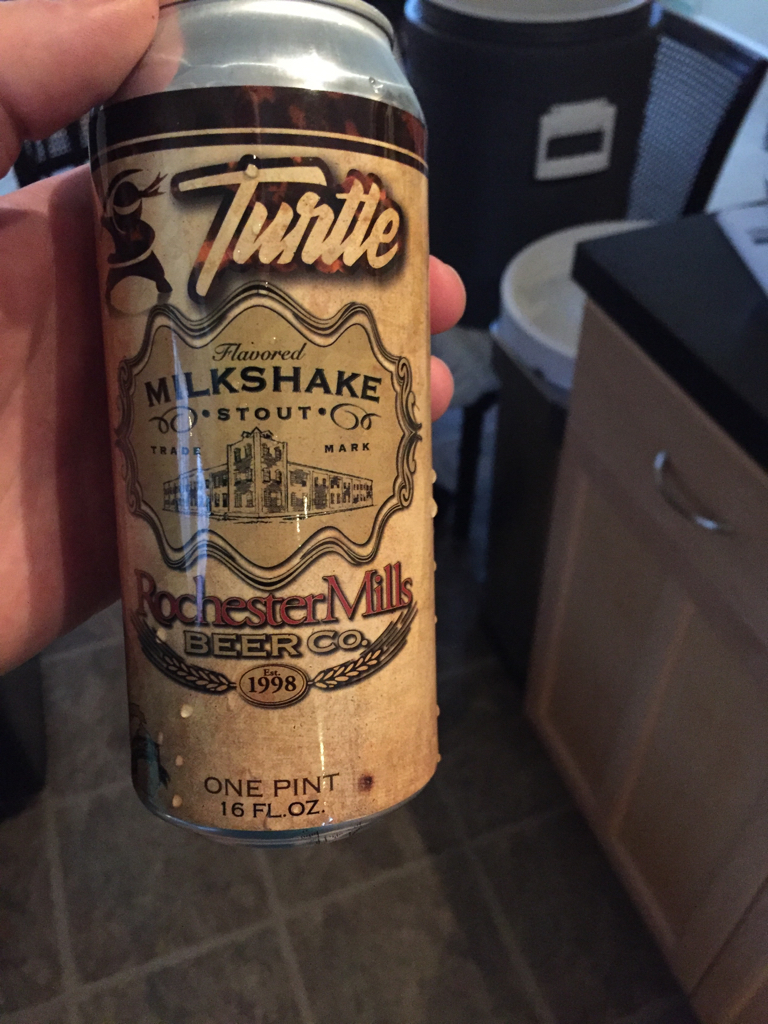 Turtle
Flavored
MILKSHAKE
STOUT
TRADE MARK
RochesterMills
BEER CO.
Est.
1998
ONE PINT
16 FL.OZ.